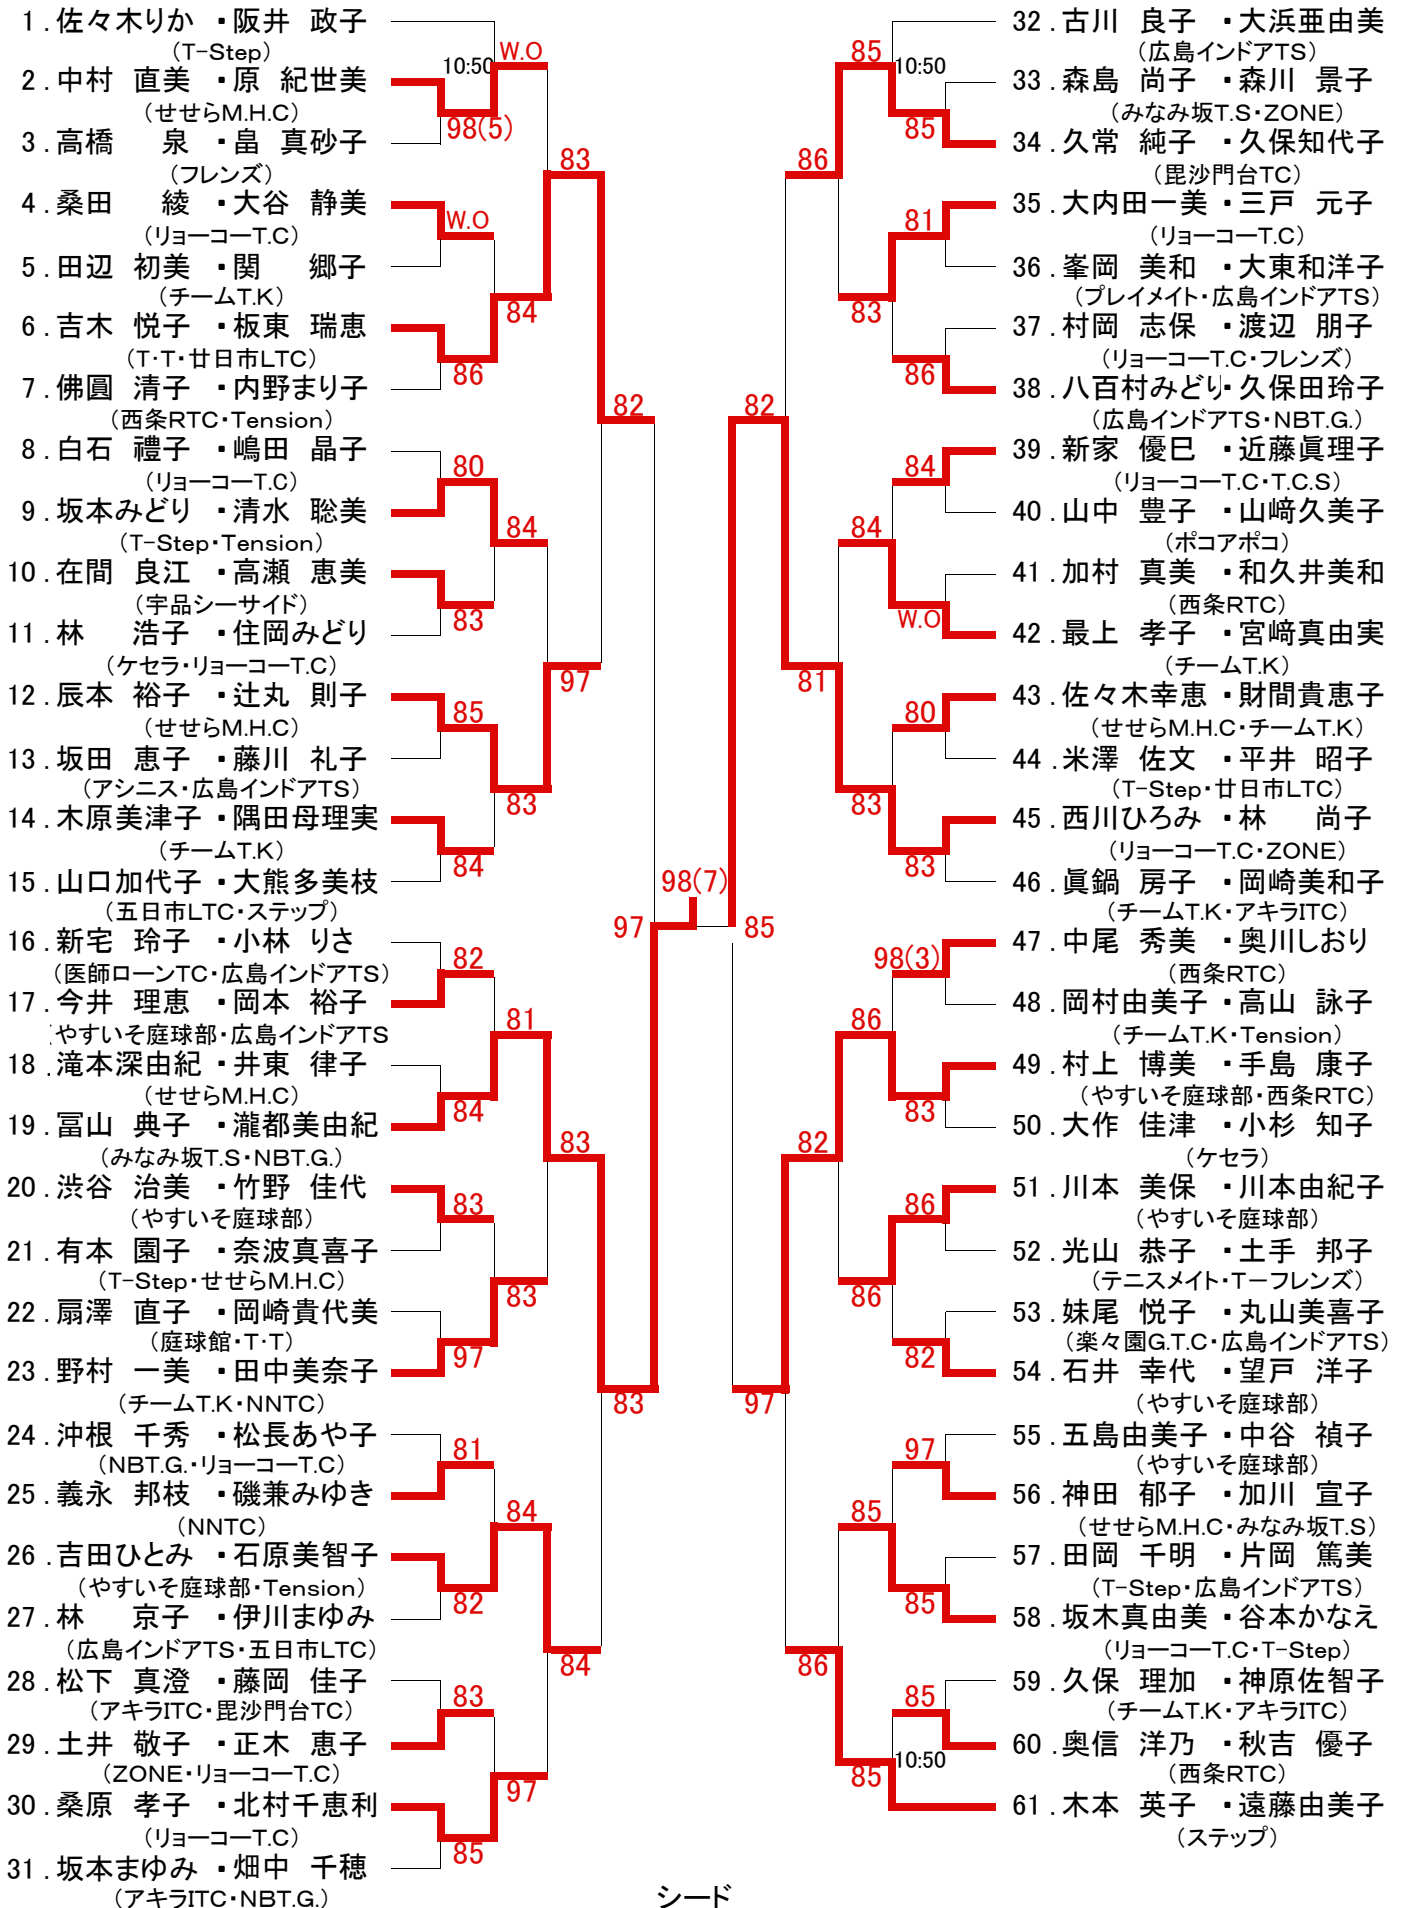 1.佐々木りか ・阪井 政子
(T-Step)
W.O
10:50
2.中村 直美 ・原 紀世美
(せせらM.H.C)
98(5)
3.高橋 泉 ・畠 真砂子
(フレンズ)
83
4.桑田 綾 ・大谷 静美
W.O
(リョーコーT.C)
5.田辺 初美 ・関 郷子
(チームT.K)
84
6.吉木 悦子 ・板東 瑞恵
(T・T・廿日市LTC)
86
7.佛圓 清子 ・内野まり子
(西条RTC・Tension)
82
8.白石 禮子 ・嶋田 晶子
80
(リョーコーT.C)
9.坂本みどり ・清水 聡美
84
(T-Step・Tension)
10.在間 良江 ・高瀬 恵美
(宇品シーサイド)
83
11.林 浩子 ・住岡みどり
(ケセラ・リョーコーT.C)
97
12.辰本 裕子 ・辻丸 則子
85
(せせらM.H.C)
13.坂田 恵子 ・藤川 礼子
(アシニス・広島インドアTS)
83
14.木原美津子 ・隅田母理実
(チームT.K)
84
15.山口加代子 ・大熊多美枝
98(7)
(五日市LTC・ステップ)
97
85
16.新宅 玲子 ・小林 りさ
82
(医師ローンTC・広島インドアTS)
17.今井 理恵 ・岡本 裕子
81
(やすいそ庭球部・広島インドアTS
18.滝本深由紀 ・井東 律子
(せせらM.H.C)
84
19.冨山 典子 ・瀧都美由紀
83
(みなみ坂T.S・NBT.G.)
20.渋谷 治美 ・竹野 佳代
83
(やすいそ庭球部)
21.有本 園子 ・奈波真喜子
(T-Step・せせらM.H.C)
83
22.扇澤 直子 ・岡崎貴代美
(庭球館・T・T)
97
23.野村 一美 ・田中美奈子
(チームT.K・NNTC)
83
24.沖根 千秀 ・松長あや子
81
(NBT.G.・リョーコーT.C)
25.義永 邦枝 ・磯兼みゆき
84
(NNTC)
26.吉田ひとみ ・石原美智子
(やすいそ庭球部・Tension)
82
27.林 京子 ・伊川まゆみ
(広島インドアTS・五日市LTC)
84
28.松下 真澄 ・藤岡 佳子
83
(アキラITC・毘沙門台TC)
29.土井 敬子 ・正木 恵子
(ZONE・リョーコーT.C)
97
30.桑原 孝子 ・北村千恵利
(リョーコーT.C)
85
31.坂本まゆみ ・畑中 千穂
(アキラITC・NBT.G.)
32.古川 良子 ・大浜亜由美
85
(広島インドアTS)
10:50
33.森島 尚子 ・森川 景子
(みなみ坂T.S・ZONE)
85
34.久常 純子 ・久保知代子
86
(毘沙門台TC)
35.大内田一美 ・三戸 元子
81
(リョーコーT.C)
36.峯岡 美和 ・大東和洋子
(プレイメイト・広島インドアTS)
83
37.村岡 志保 ・渡辺 朋子
(リョーコーT.C・フレンズ)
86
38.八百村みどり・久保田玲子
82
(広島インドアTS・NBT.G.)
39.新家 優巳 ・近藤眞理子
84
(リョーコーT.C・T.C.S)
40.山中 豊子 ・山﨑久美子
84
(ポコアポコ)
41.加村 真美 ・和久井美和
(西条RTC)
W.O
42.最上 孝子 ・宮﨑真由実
(チームT.K)
81
43.佐々木幸恵 ・財間貴恵子
80
(せせらM.H.C・チームT.K)
44.米澤 佐文 ・平井 昭子
(T-Step・廿日市LTC)
83
45.西川ひろみ ・林 尚子
(リョーコーT.C・ZONE)
83
46.眞鍋 房子 ・岡崎美和子
(チームT.K・アキラITC)
47.中尾 秀美 ・奥川しおり
98(3)
(西条RTC)
48.岡村由美子 ・高山 詠子
86
(チームT.K・Tension)
49.村上 博美 ・手島 康子
(やすいそ庭球部・西条RTC)
83
50.大作 佳津 ・小杉 知子
82
(ケセラ)
51.川本 美保 ・川本由紀子
86
(やすいそ庭球部)
52.光山 恭子 ・土手 邦子
(テニスメイト・T-フレンズ)
86
53.妹尾 悦子 ・丸山美喜子
(楽々園G.T.C・広島インドアTS)
82
54.石井 幸代 ・望戸 洋子
97
(やすいそ庭球部)
55.五島由美子 ・中谷 禎子
97
(やすいそ庭球部)
56.神田 郁子 ・加川 宣子
85
(せせらM.H.C・みなみ坂T.S)
57.田岡 千明 ・片岡 篤美
(T-Step・広島インドアTS)
85
58.坂木真由美 ・谷本かなえ
(リョーコーT.C・T-Step)
86
59.久保 理加 ・神原佐智子
85
(チームT.K・アキラITC)
60.奥信 洋乃 ・秋吉 優子
10:50
(西条RTC)
85
61.木本 英子 ・遠藤由美子
(ステップ)
シード